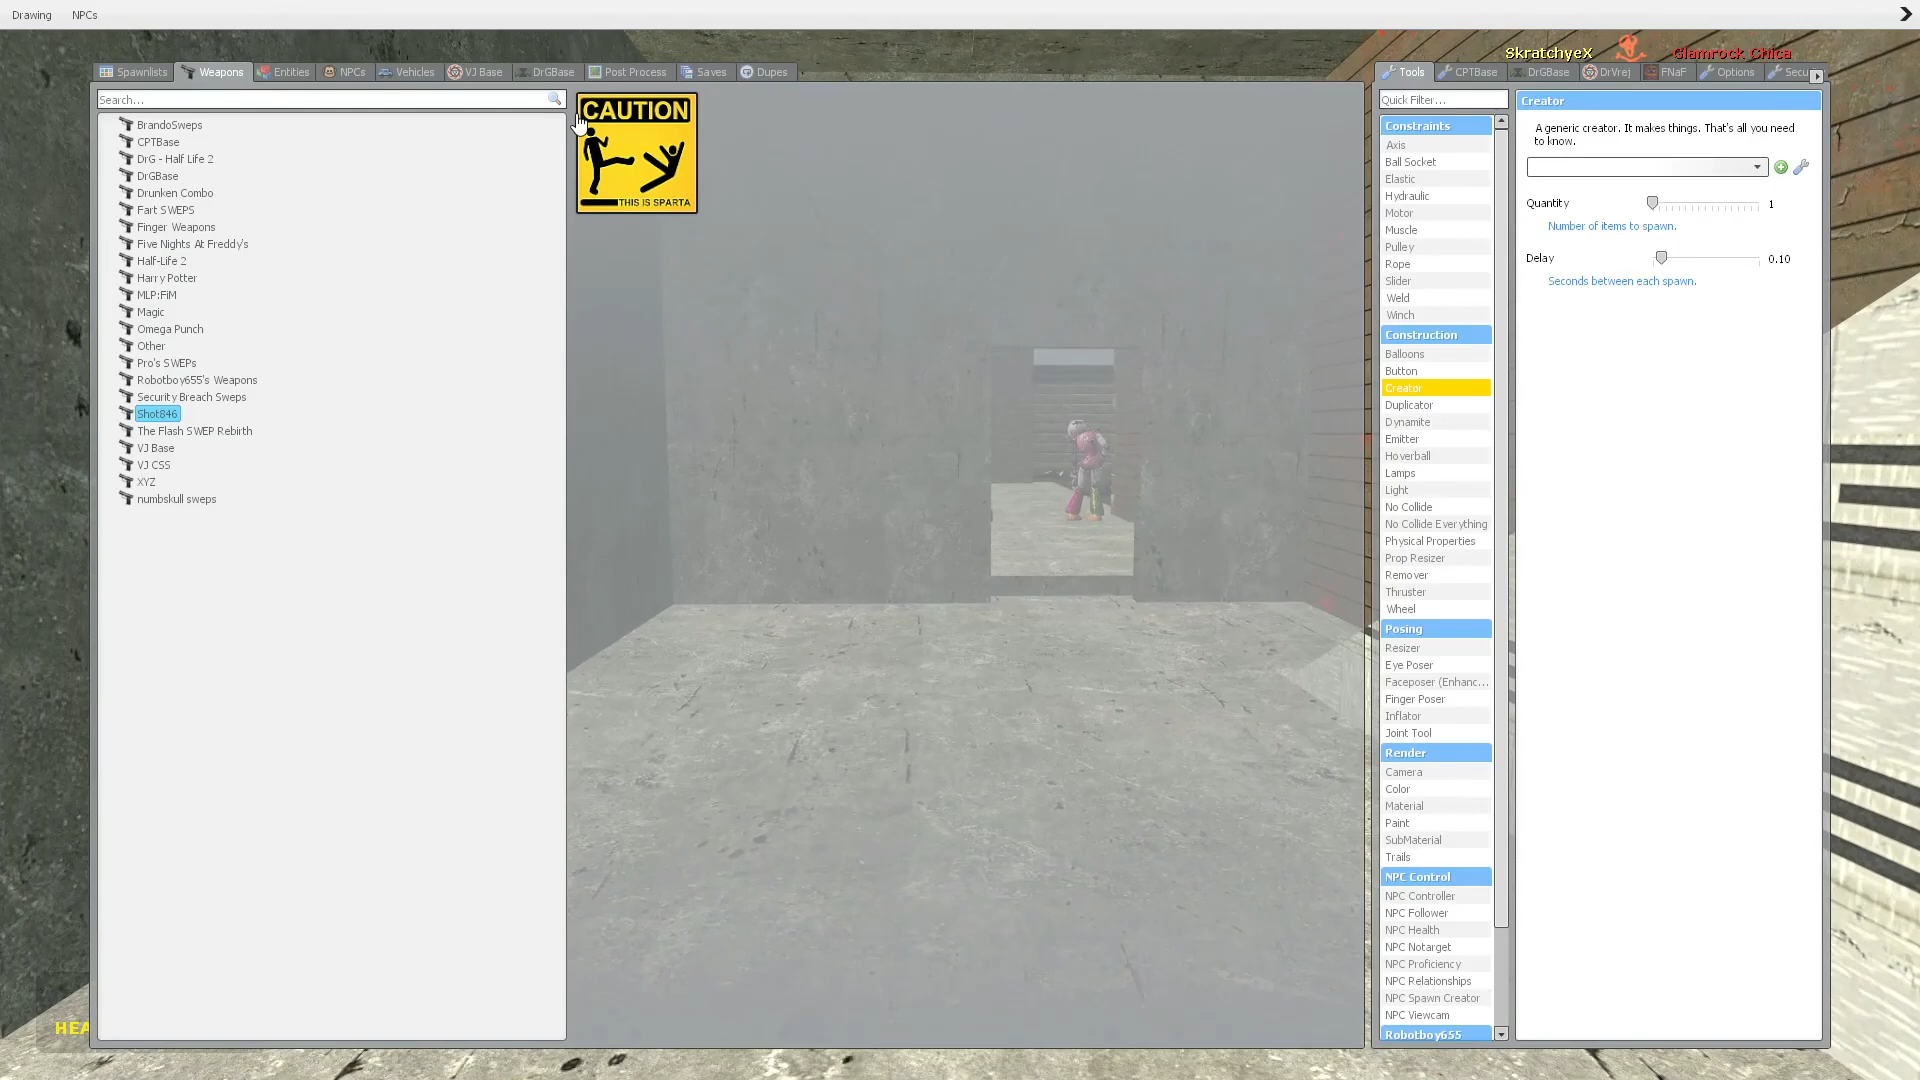 Drawing NPCs
SkratchyeX Glamrock Chica
Spawnlists Weapons Entities NPCs Vehicles VJ Base DrGBase Post Process Saves Dupes
Search...
BrandoSweps
CPTBase
DrG - Half Life 2
DrGBase
Drunken Combo
Fart SWEPS
Finger Weapons
Five Nights At Freddy's
Half-Life 2
Harry Potter
MLP:FiM
Magic
Omega Punch
Other
Pro's SWEPs
Robotboy655's Weapons
Security Breach Sweps
Shot846
The Flash SWEP Rebirth
VJ Base
VJ CSS
XYZ
numbskull sweps
CAUTION
THIS IS SPARTA
HEA
Tools CPTBase DrGBase DrVrej FNaF Options Secu
Quick Filter...
Constraints
Axis
Ball Socket
Elastic
Hydraulic
Motor
Muscle
Pulley
Rope
Slider
Weld
Winch
Construction
Balloons
Button
Creator
Duplicator
Dynamite
Emitter
Hoverball
Lamps
Light
No Collide
No Collide Everything
Physical Properties
Prop Resizer
Remover
Thruster
Wheel
Posing
Resizer
Eye Poser
Faceposer (Enhanc...
Finger Poser
Inflator
Joint Tool
Render
Camera
Color
Material
Paint
SubMaterial
Trails
NPC Control
NPC Controller
NPC Follower
NPC Health
NPC Notarget
NPC Proficiency
NPC Relationships
NPC Spawn Creator
NPC Viewcam
Robotboy655
Creator
A generic creator. It makes things. That's all you need
to know.
Quantity 1
Number of items to spawn.
Delay 0.10
Seconds between each spawn.